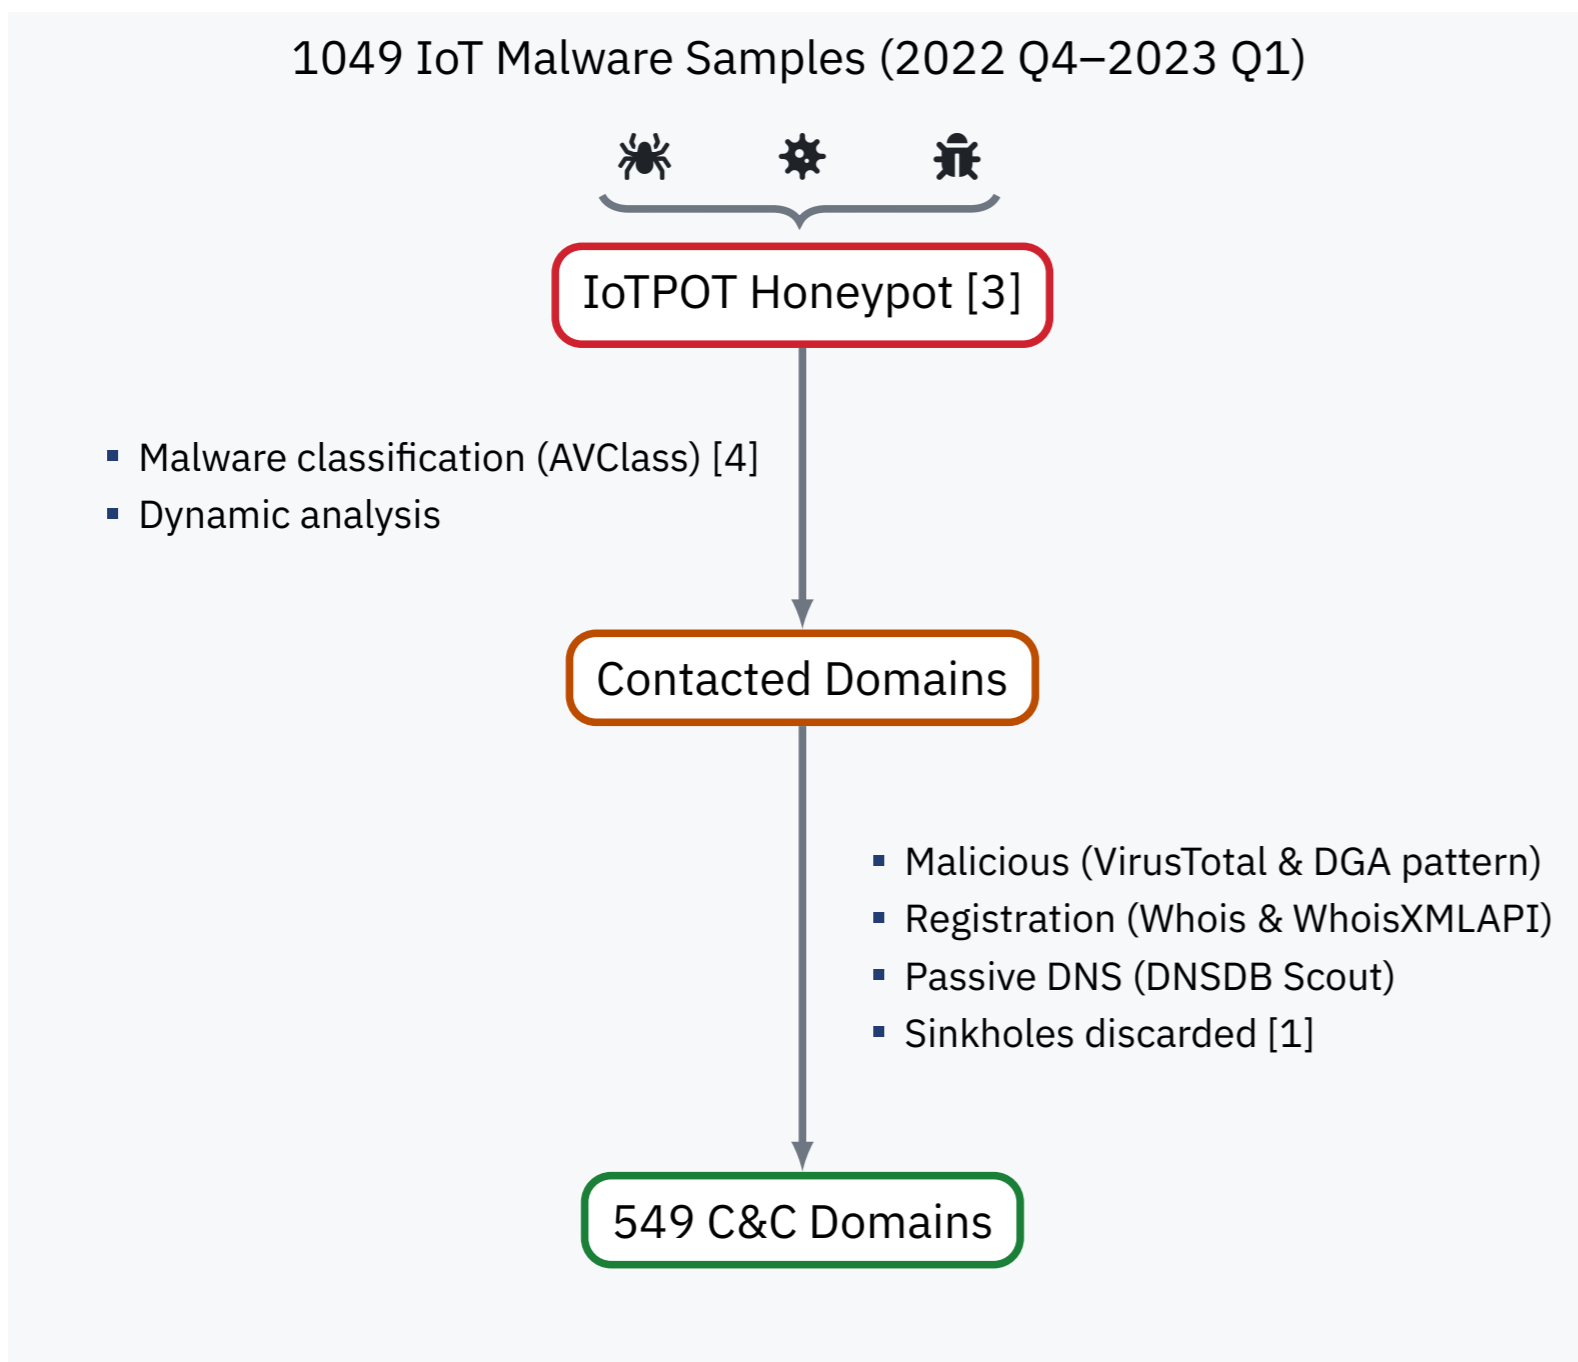 1049 IoT Malware Samples (2022 Q4–2023 Q1)
IoTPOT Honeypot [3]
▪ Malware classification (AVClass) [4]
▪ Dynamic analysis
Contacted Domains
▪ Malicious (VirusTotal & DGA pattern)
▪ Registration (Whois & WhoisXMLAPI)
▪ Passive DNS (DNSDB Scout)
▪ Sinkholes discarded [1]
549 C&C Domains